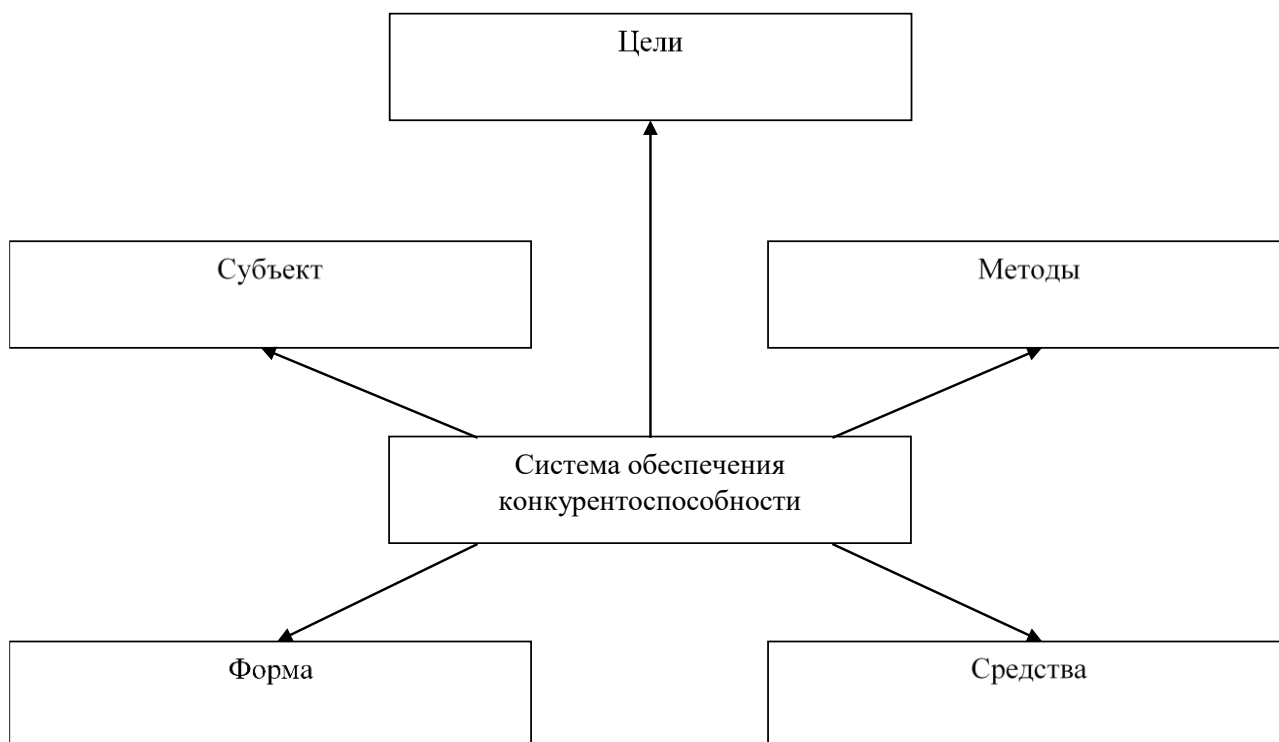 Цели
Субъект
Методы
Система обеспечения
конкурентоспособности
Форма
Средства